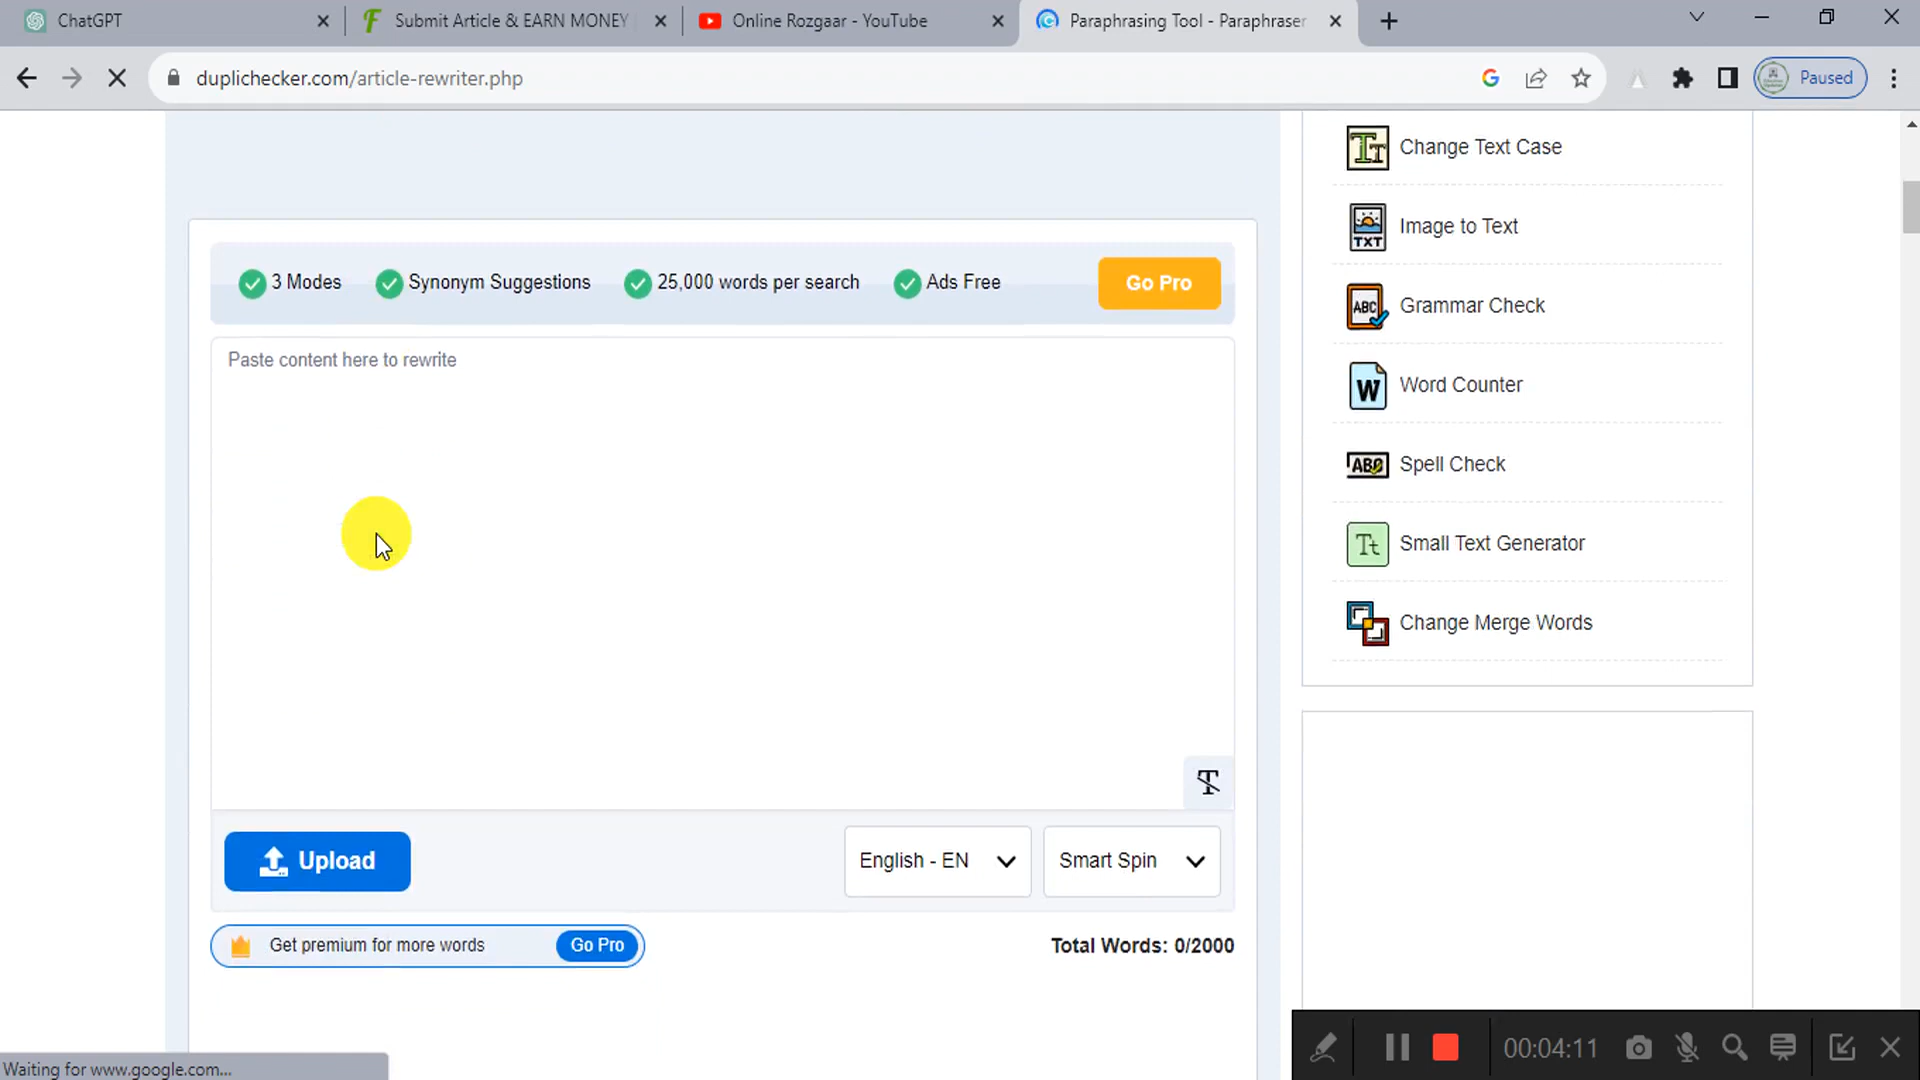 ChatGPT
Submit Article & EARN MONEY
Online Rozgaar - YouTube
Paraphrasing Tool - Paraphraser
duplichecker.com/article-rewriter.php
Paused
3 Modes
Synonym Suggestions
25,000 words per search
Ads Free
Go Pro
Paste content here to rewrite
Upload
English - EN
Smart Spin
Get premium for more words
Go Pro
Total Words: 0/2000
Change Text Case
TXT
Image to Text
ABC
Grammar Check
W
Word Counter
ABC
Spell Check
Tt
Small Text Generator
Change Merge Words
00:04:11
Waiting for www.google.com...